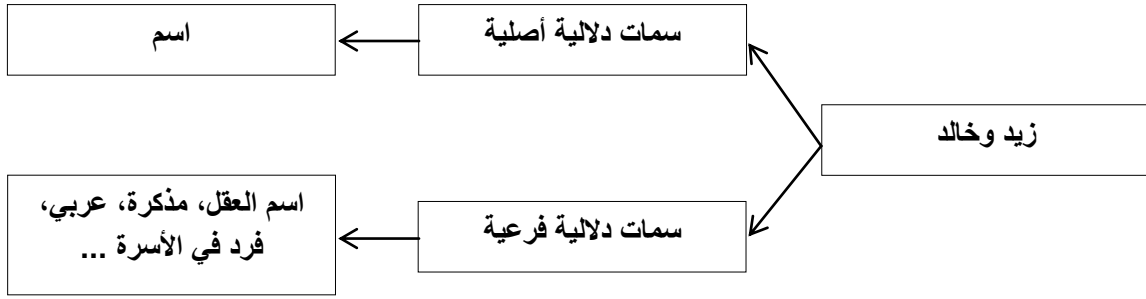 زيد وخالد
سمات دلالية أصلية
اسم
سمات دلالية فرعية
اسم العقل، مذكرة، عربي،
فرد في الأسرة ...